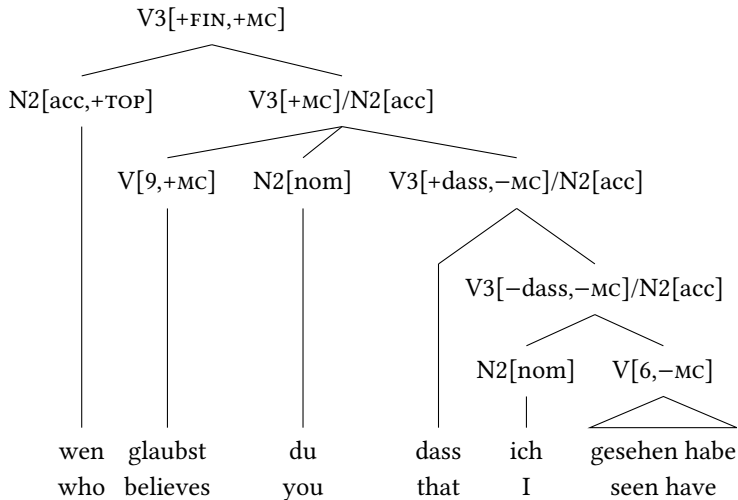 V3[+FIN,+MC]
N2[acc,+TOP] V3[+MC]/N2[acc]
V[9,+MC] N2[nom] V3[+dass,−MC]/N2[acc]
V3[−dass,−MC]/N2[acc]
N2[nom] V[6,−MC]
wen glaubst du dass ich gesehen habe
who believes you that I seen have